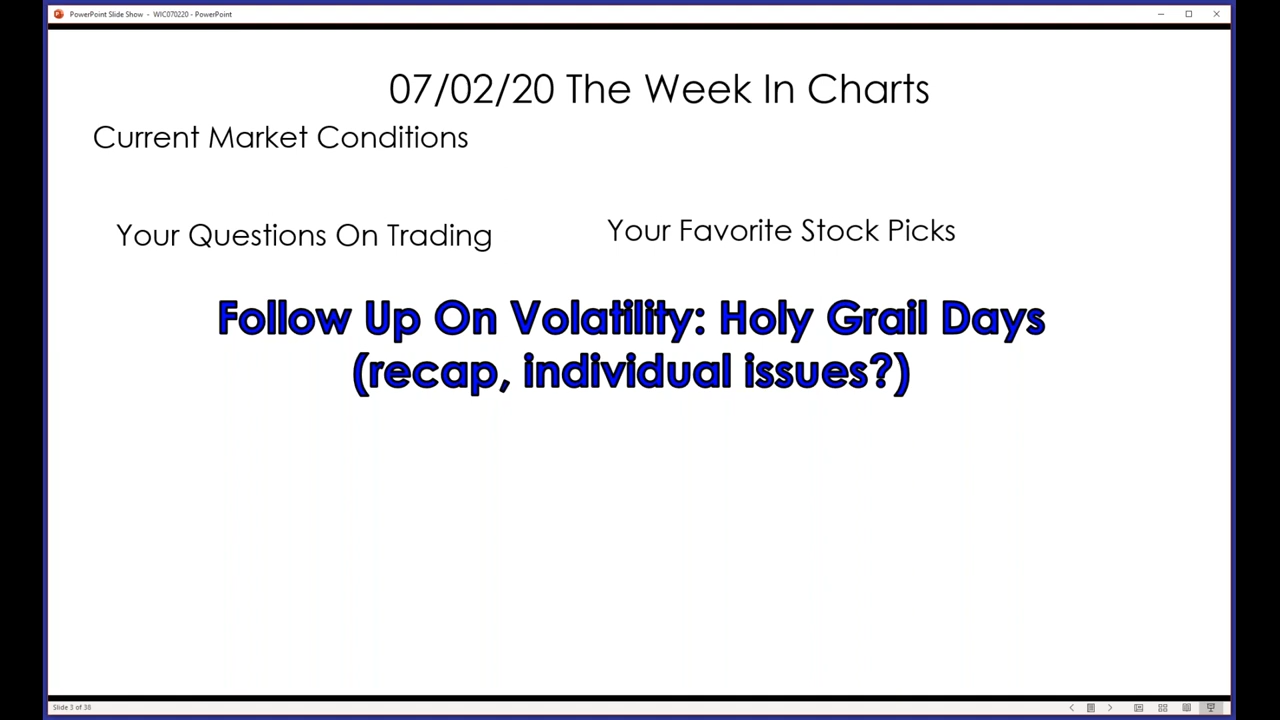 PowerPoint Slide Show - WIC070220 - PowerPoint
07/02/20 The Week In Charts
Current Market Conditions
Your Questions On Trading
Your Favorite Stock Picks
Follow Up On Volatility: Holy Grail Days
(recap, individual issues?)
Slide 3 of 38